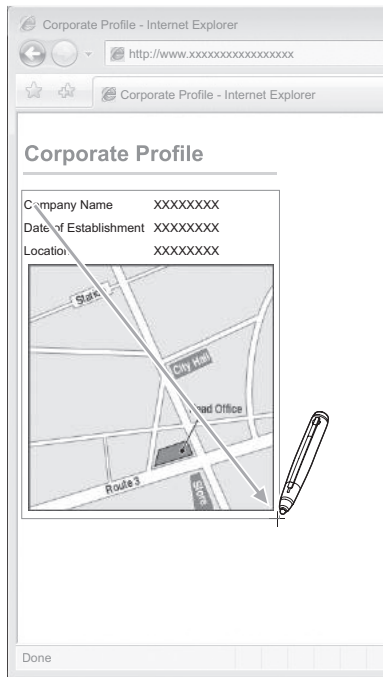 Corporate Profile - Internet Explorer
http://www.xxxxxxxxxxxxxxxxx
Corporate Profile - Internet Explorer
Corporate Profile
Company Name XXXXXXXX
Date of Establishment XXXXXXXX
Location XXXXXXXX
Station
City Hall
ead Office
Route 3
Store
Done